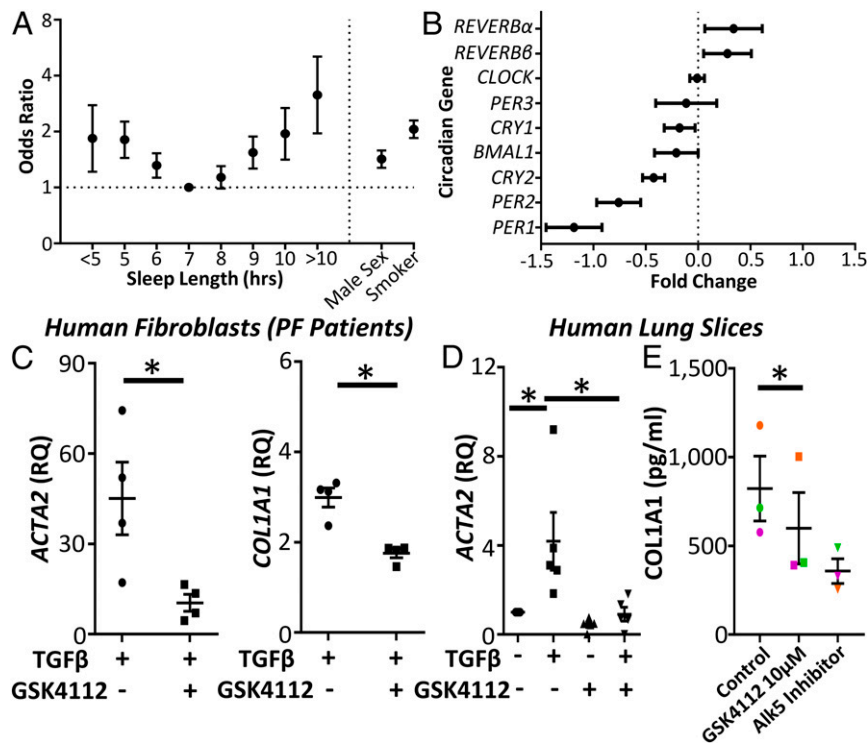 A
Odds Ratio
8
4
2
1
0
<5 5 6 7 8 9 10 >10 Male Sex Smoker
Sleep Length (hrs)
B
Circadian Gene
REVERBα
REVERBβ
CLOCK
PER3
CRY1
BMAL1
CRY2
PER2
PER1
-1.5 -1.0 -0.5 0.0 0.5 1.0 1.5
Fold Change
Human Fibroblasts (PF Patients)
Human Lung Slices
C
ACTA2 (RQ)
90
60
30
0
*
TGFβ + +
GSK4112 - +
COL1A1 (RQ)
6
4
2
0
*
TGFβ + +
GSK4112 - +
D
ACTA2 (RQ)
12
8
4
0
* *
TGFβ - + - +
GSK4112 - - + +
E
COL1A1 (pg/ml)
1,500
1,000
500
0
*
Control
GSK4112 10μM
Alk5 Inhibitor